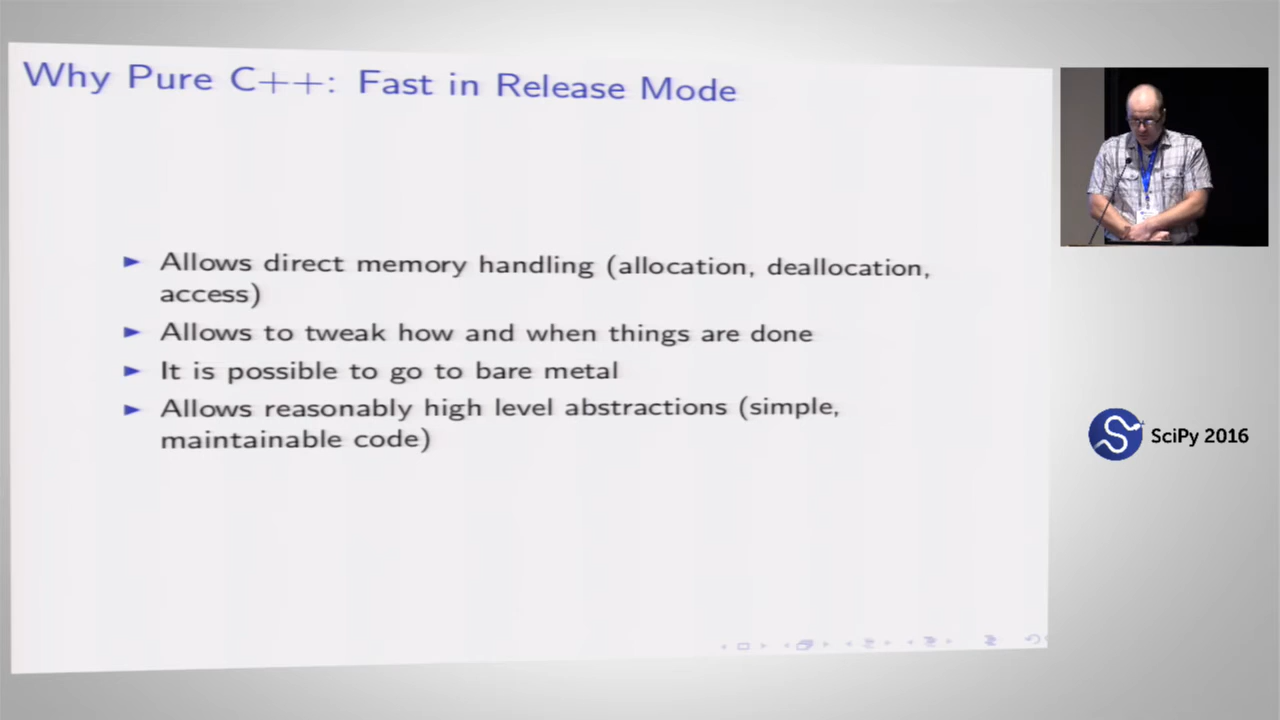 Why Pure C++: Fast in Release Mode
► Allows direct memory handling (allocation, deallocation,
access)
► Allows to tweak how and when things are done
► It is possible to go to bare metal
► Allows reasonably high level abstractions (simple,
maintainable code)
SciPy 2016